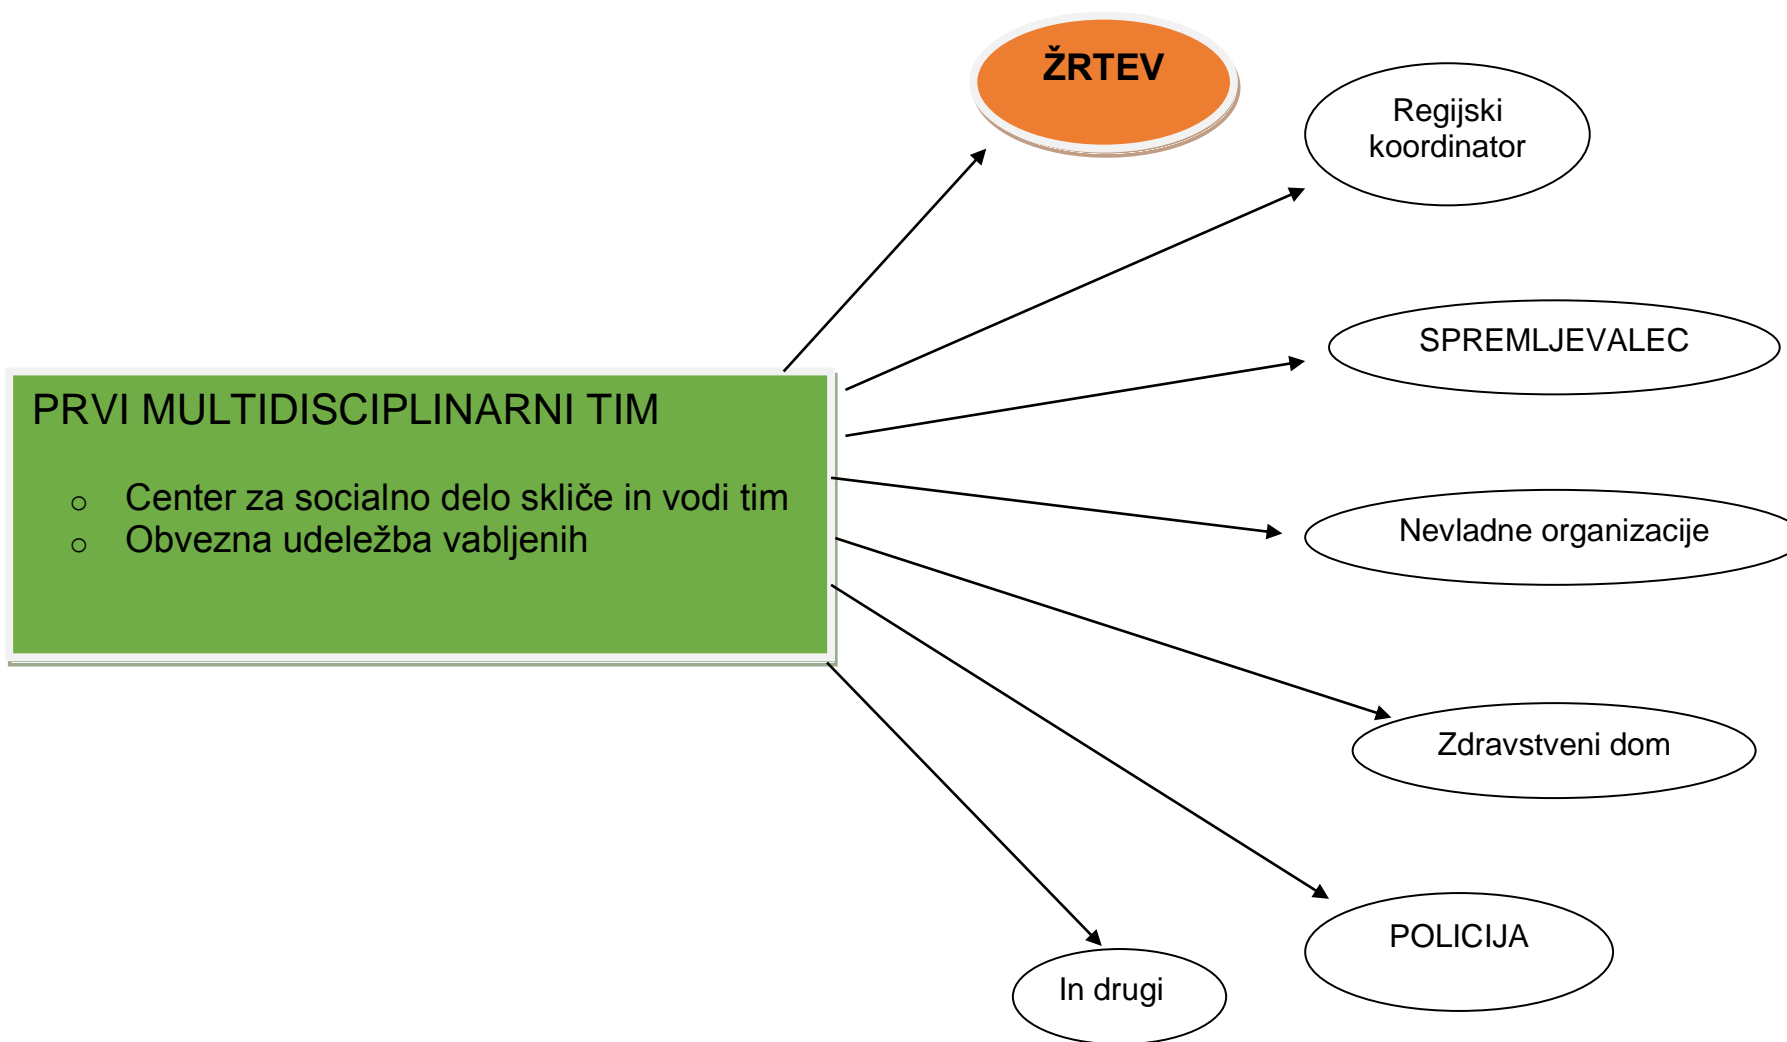 ŽRTEV
Regijski
koordinator
SPREMLJEVALEC
PRVI MULTIDISCIPLINARNI TIM
o Center za socialno delo skliče in vodi tim
o Obvezna udeležba vabljenih
Nevladne organizacije
Zdravstveni dom
POLICIJA
In drugi